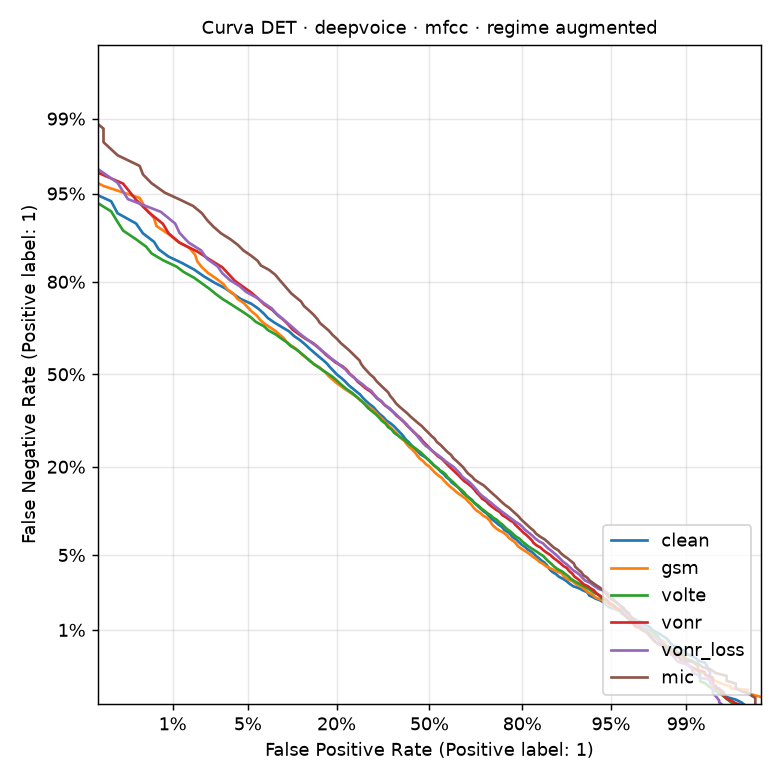 Curva DET · deepvoice · mfcc · regime augmented
99%
95%
80%
50%
20%
5%
1%
False Negative Rate (Positive label: 1)
clean
gsm
volte
vonr
vonr_loss
mic
1%
5%
20%
50%
80%
95%
99%
False Positive Rate (Positive label: 1)